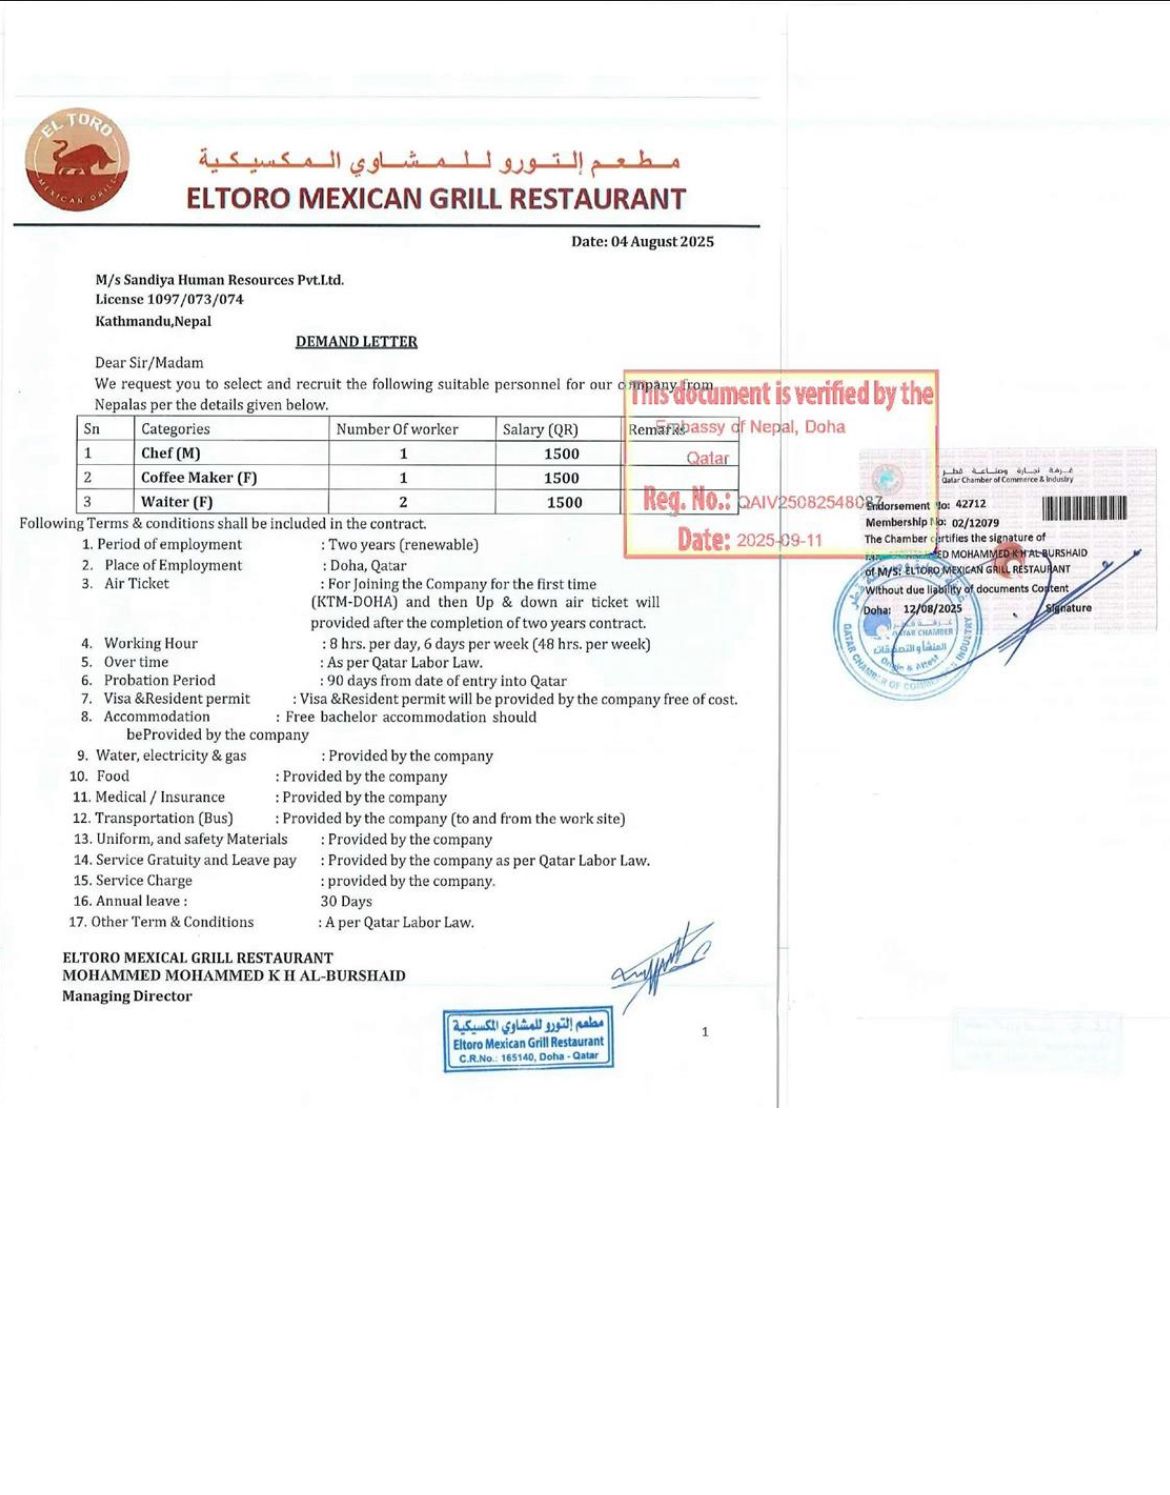 EL TORO
MEXICAN GRILL
مطعم إلتورو للمشاوي المكسيكية
ELTORO MEXICAN GRILL RESTAURANT
Date: 04 August 2025
M/s Sandiya Human Resources Pvt.Ltd.
License 1097/073/074
Kathmandu,Nepal
DEMAND LETTER
Dear Sir/Madam
We request you to select and recruit the following suitable personnel for our company from
Nepalas per the details given below.
This document is verified by the
Embassy of Nepal, Doha
Qatar
Reg. No.: QAIV2508254808
Date: 2025-09-11
Sn Categories Number Of worker Salary (QR) Remarks
1 Chef (M) 1 1500
2 Coffee Maker (F) 1 1500
3 Waiter (F) 2 1500
Following Terms & conditions shall be included in the contract.
1. Period of employment : Two years (renewable)
2. Place of Employment : Doha, Qatar
3. Air Ticket : For Joining the Company for the first time
(KTM-DOHA) and then Up & down air ticket will
provided after the completion of two years contract.
4. Working Hour : 8 hrs. per day, 6 days per week (48 hrs. per week)
5. Over time : As per Qatar Labor Law.
6. Probation Period : 90 days from date of entry into Qatar
7. Visa &Resident permit : Visa &Resident permit will be provided by the company free of cost.
8. Accommodation : Free bachelor accommodation should
beProvided by the company
9. Water, electricity & gas : Provided by the company
10. Food : Provided by the company
11. Medical / Insurance : Provided by the company
12. Transportation (Bus) : Provided by the company (to and from the work site)
13. Uniform, and safety Materials : Provided by the company
14. Service Gratuity and Leave pay : Provided by the company as per Qatar Labor Law.
15. Service Charge : provided by the company.
16. Annual leave : 30 Days
17. Other Term & Conditions : A per Qatar Labor Law.
ELTORO MEXICAL GRILL RESTAURANT
MOHAMMED MOHAMMED K H AL-BURSHAID
Managing Director
مطعم إلتورو للمشاوي المكسيكية
Eltoro Mexican Grill Restaurant
C.R.No.: 165140, Doha - Qatar
1
غرفة تجارة وصناعة قطر
Qatar Chamber of Commerce & Industry
Endorsement No: 42712
Membership No: 02/12079
The Chamber certifies the signature of
MOHAMMED K H AL-BURSHAID
of M/S: ELTORO MEXICAN GRILL RESTAURANT
Without due liability of documents Content
Doha: 12/08/2025 Signature
غرفة قطر
QATAR CHAMBER
المنشأ والتصديقات
QATAR CHAMBER OF COMMERCE & INDUSTRY